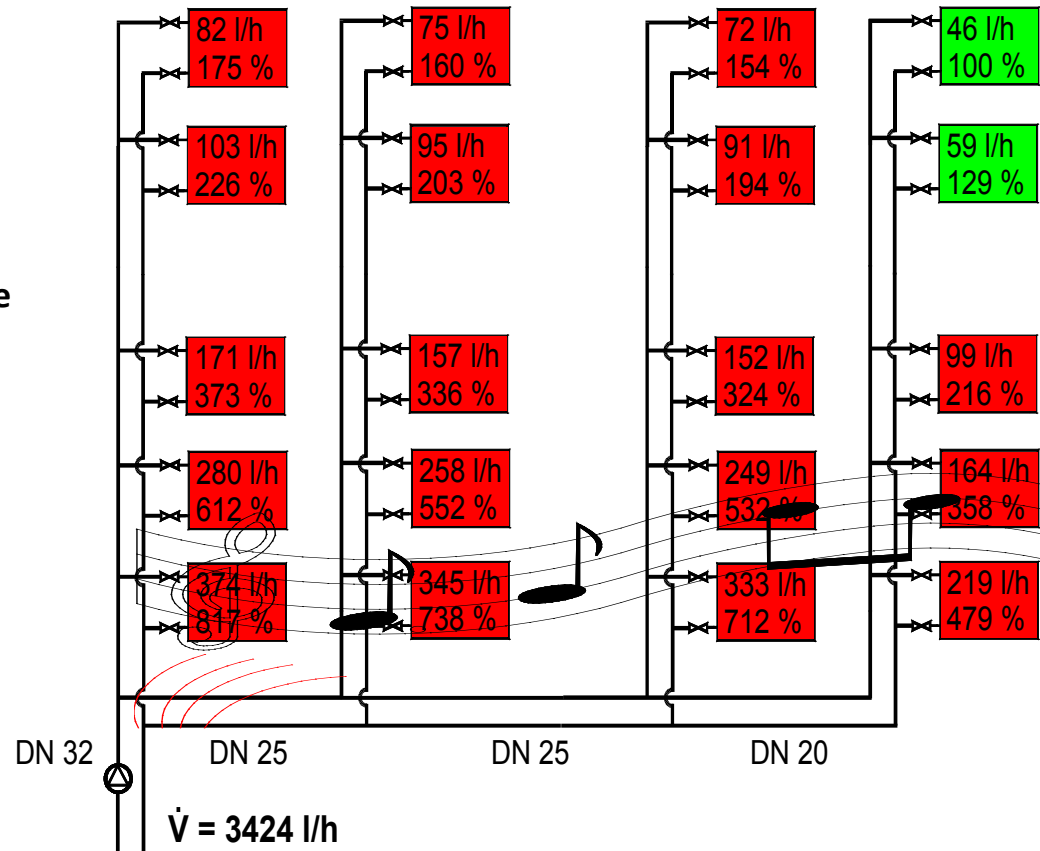 82 l/h
175 %
75 l/h
160 %
72 l/h
154 %
46 l/h
100 %
103 l/h
226 %
95 l/h
203 %
91 l/h
194 %
59 l/h
129 %
e
171 l/h
373 %
157 l/h
336 %
152 l/h
324 %
99 l/h
216 %
280 l/h
612 %
258 l/h
552 %
249 l/h
532 %
164 l/h
358 %
374 l/h
817 %
345 l/h
738 %
333 l/h
712 %
219 l/h
479 %
DN 32
DN 25
DN 25
DN 20
V̇ = 3424 l/h